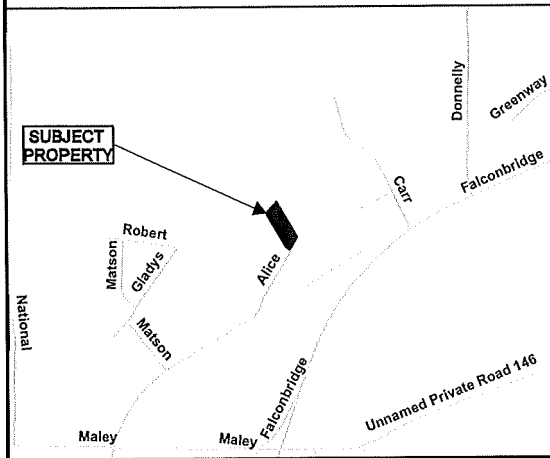 Donnelly
Greenway
SUBJECT
PROPERTY
Carr
Falconbridge
Robert
Matson
Gladys
Alice
National
Matson
Falconbridge
Unnamed Private Road 146
Maley
Maley